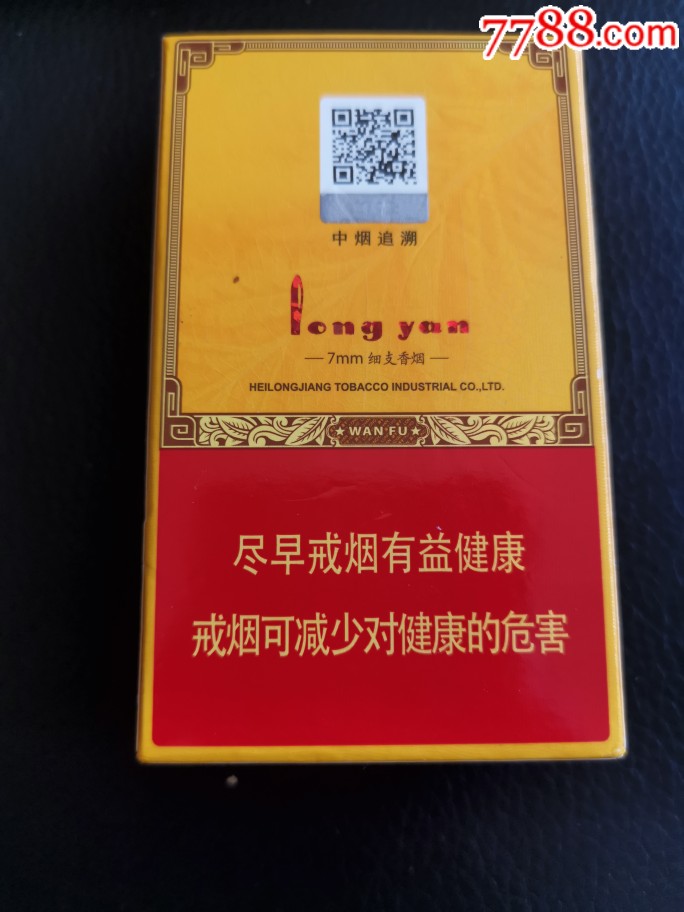 7788.com
中烟追溯
long yan
—7mm 细支香烟—
HEILONGJIANG TOBACCO INDUSTRIAL CO.,LTD.
★WAN FU★
尽早戒烟有益健康
戒烟可减少对健康的危害